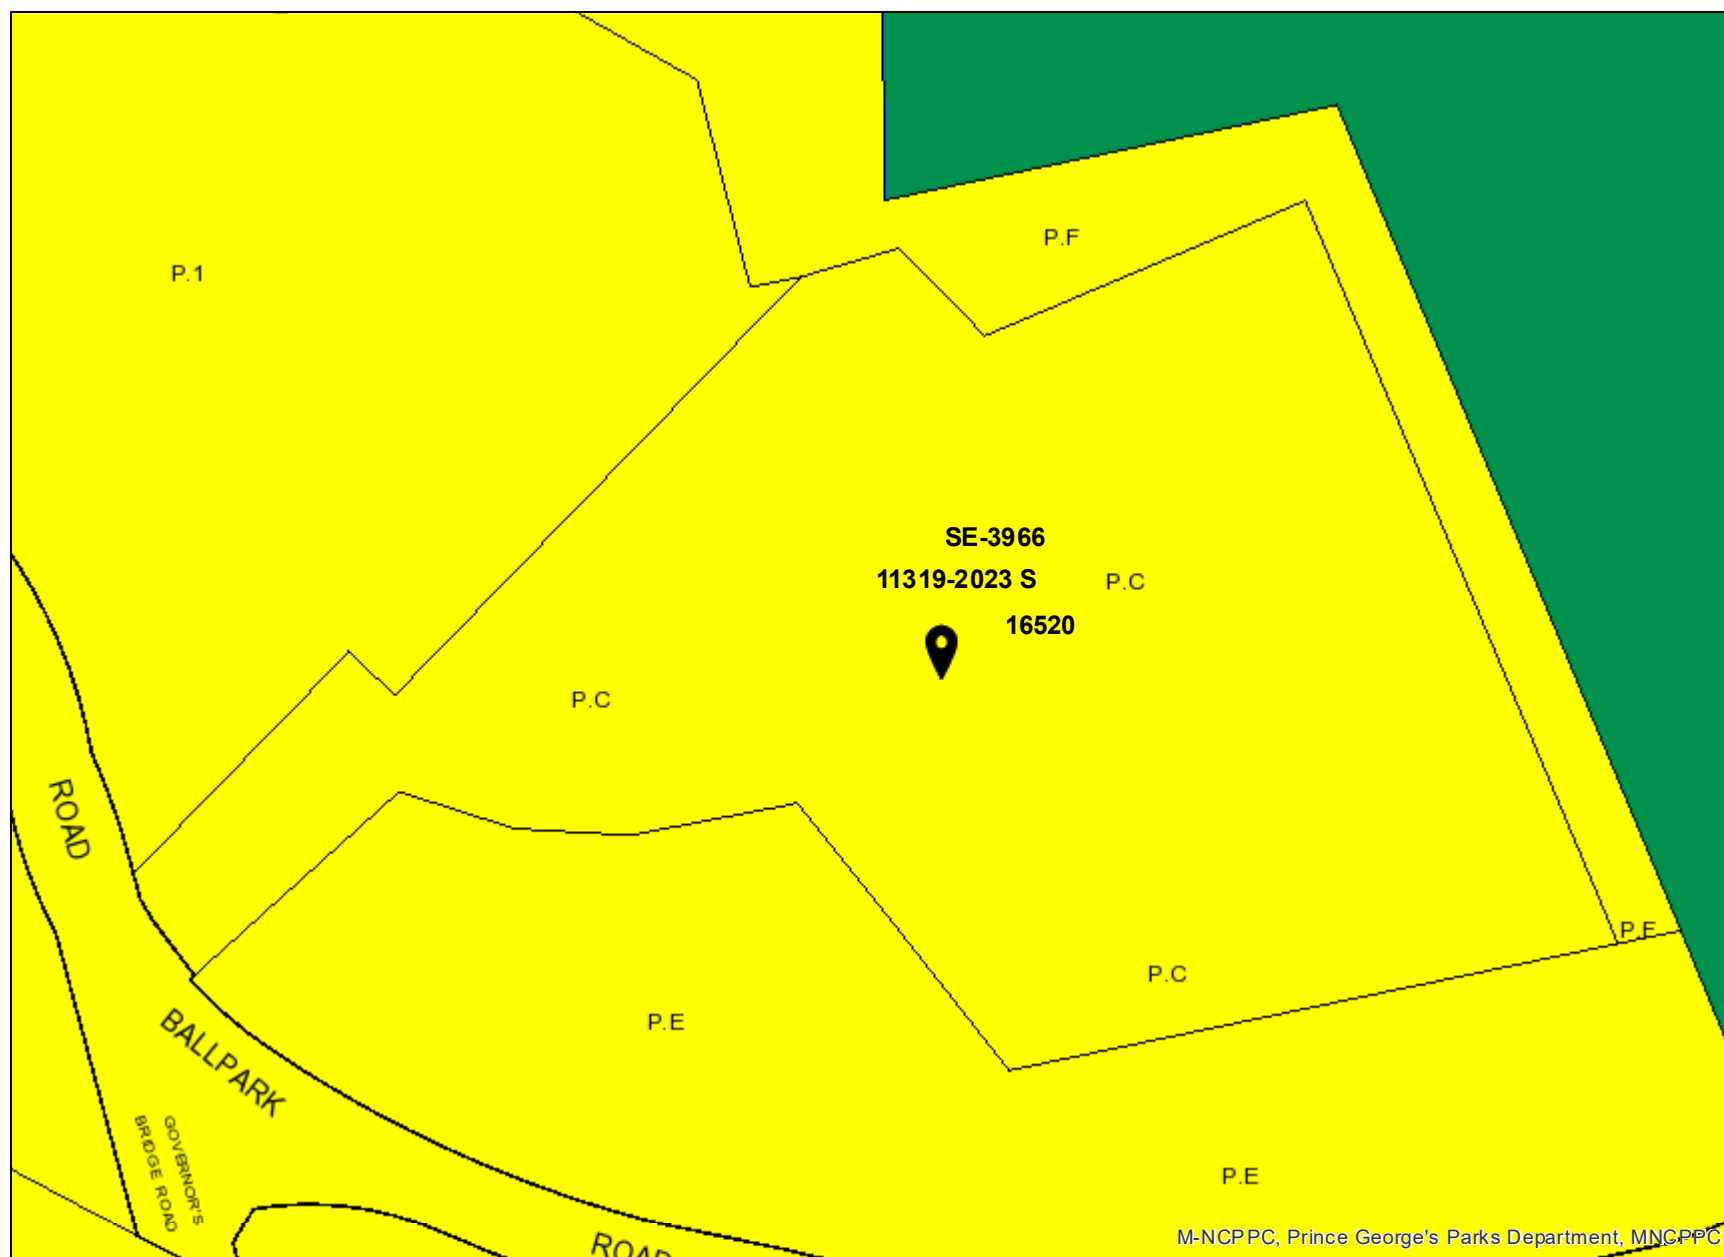 P.F
P.1
SE-3966
11319-2023 S
P.C
16520
P.C
ROAD
P.F
P.C
P.E
BALLPARK
GOVERNOR'S
BRIDGE ROAD
P.E
ROAD
M-NCPPC, Prince George's Parks Department, MNCPPC